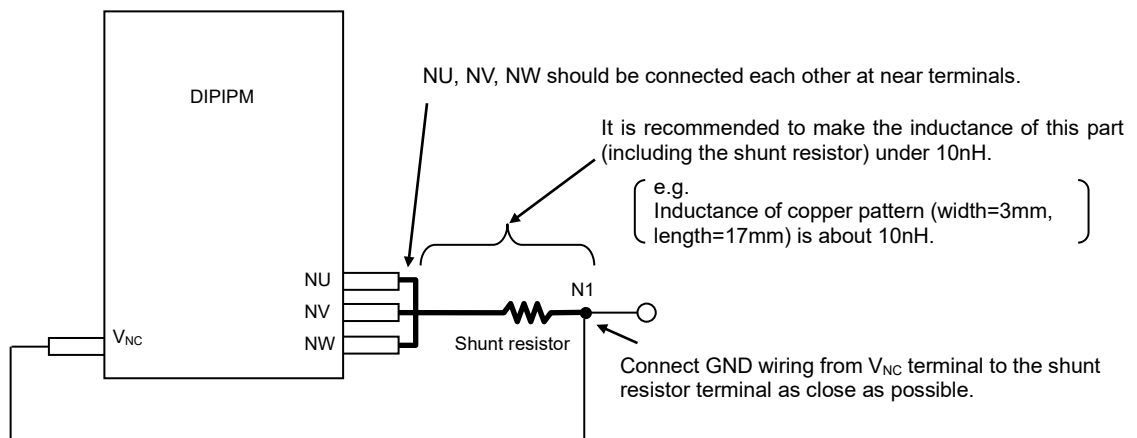 NU, NV, NW should be connected each other at near terminals.
DIPIPM
It is recommended to make the inductance of this part
(including the shunt resistor) under 10nH.
e.g.
Inductance of copper pattern (width=3mm,
length=17mm) is about 10nH.
NU
N1
NV
VNC
NW
Shunt resistor
Connect GND wiring from VNC terminal to the shunt
resistor terminal as close as possible.